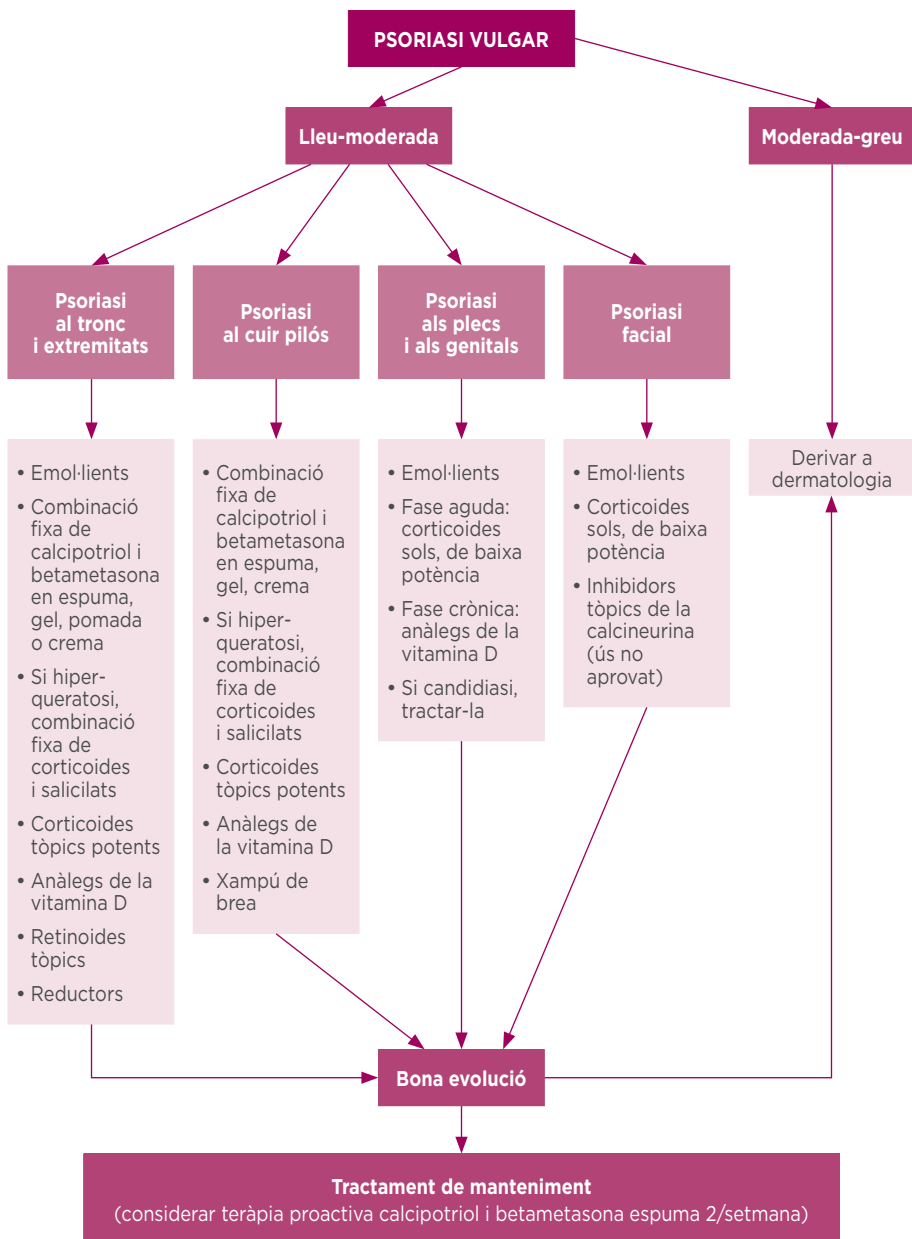 PSORIASI VULGAR
Lleu-moderada
Moderada-greu
Psoriasi
al tronc
i extremitats
Psoriasi
al cuir pilós
Psoriasi
als plecs
i als genitals
Psoriasi
facial
• Emol·lients
• Combinació
fixa de
calcipotriol i
betametasona
en espuma,
gel, pomada
o crema
• Si hiper-
queratosi,
combinació
fixa de
corticoides
i salicilats
• Corticoides
tòpics potents
• Anàlegs de la
vitamina D
• Retinoides
tòpics
• Reductors
• Combinació
fixa de
calcipotriol i
betametasona
en espuma,
gel, crema
• Si hiper-
queratosi,
combinació
fixa de
corticoides
i salicilats
• Corticoides
tòpics potents
• Anàlegs de
la vitamina D
• Xampú de
brea
• Emol·lients
• Fase aguda:
corticoides
sols, de baixa
potència
• Fase crònica:
anàlegs de la
vitamina D
• Si candidiasi,
tractar-la
• Emol·lients
• Corticoides
sols, de baixa
potència
• Inhibidors
tòpics de la
calcineurina
(ús no
aprovat)
Derivar a
dermatologia
Bona evolució
Tractament de manteniment
(considerar teràpia proactiva calcipotriol i betametasona espuma 2/setmana)